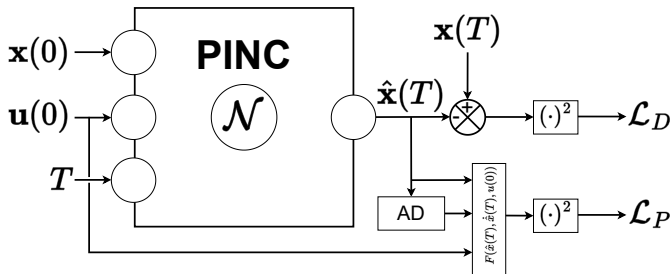 x(T)
x(0)
PINC
u(0)
𝒩
x̂(T)
+
-
(·)²
ℒ_D
T
AD
F(x̂(T), ẋ̂(T), u(0))
(·)²
ℒ_P